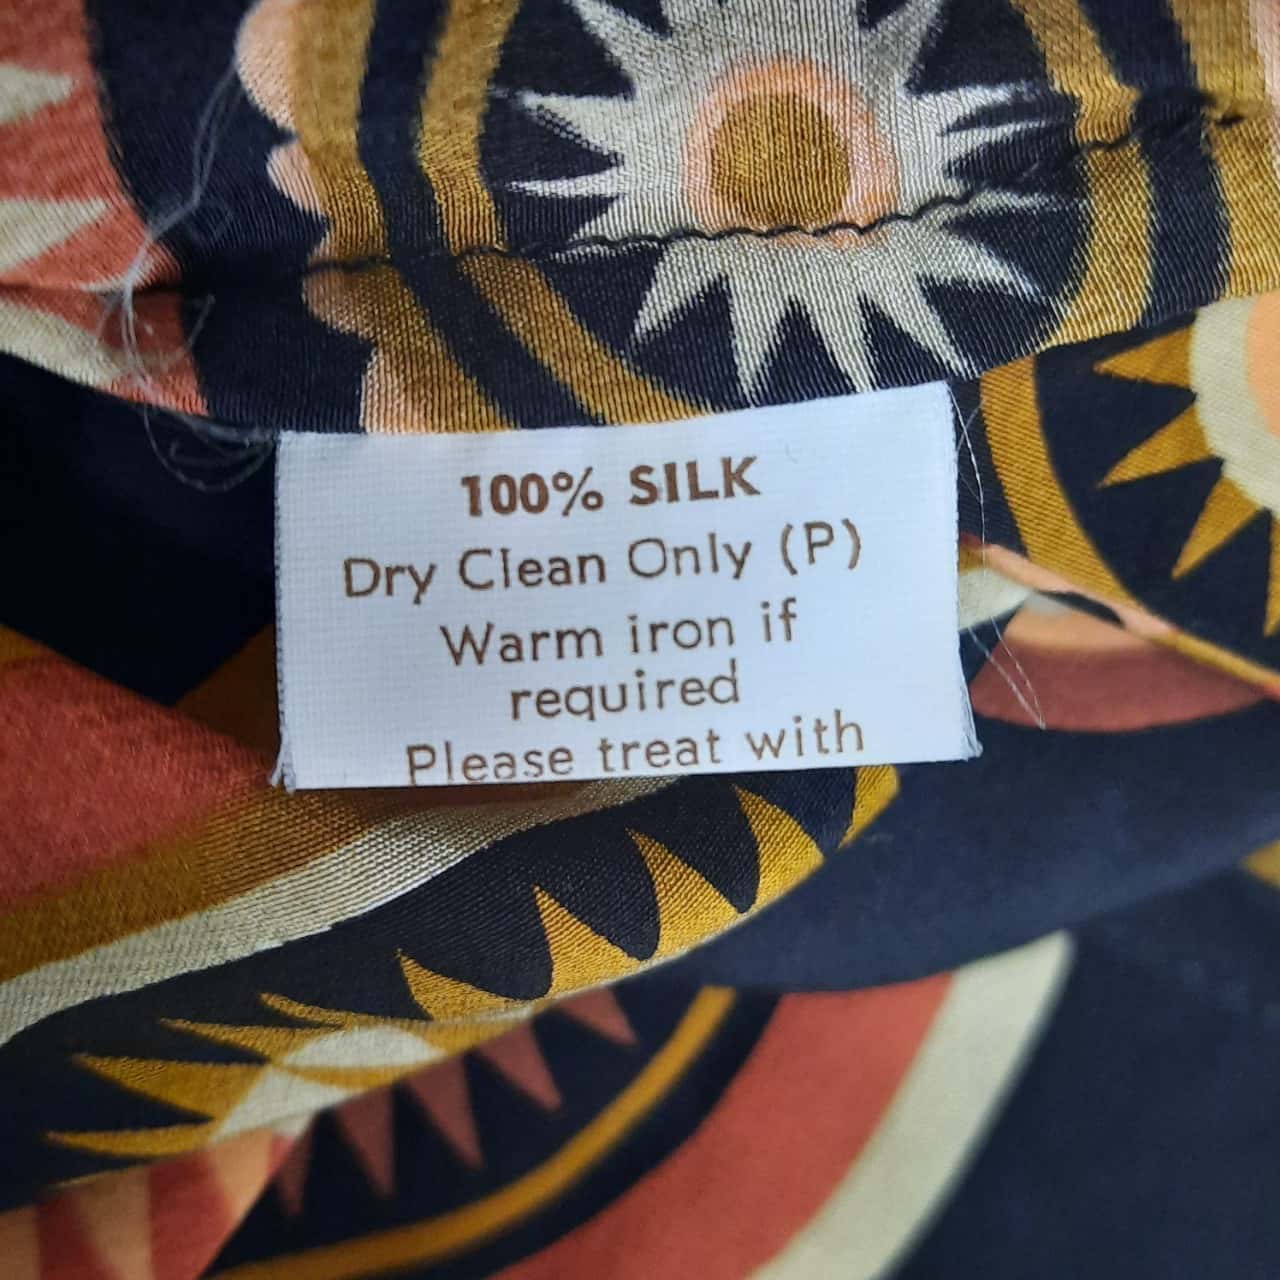 100% SILK
Dry Clean Only (P)
Warm iron if
required
Please treat with